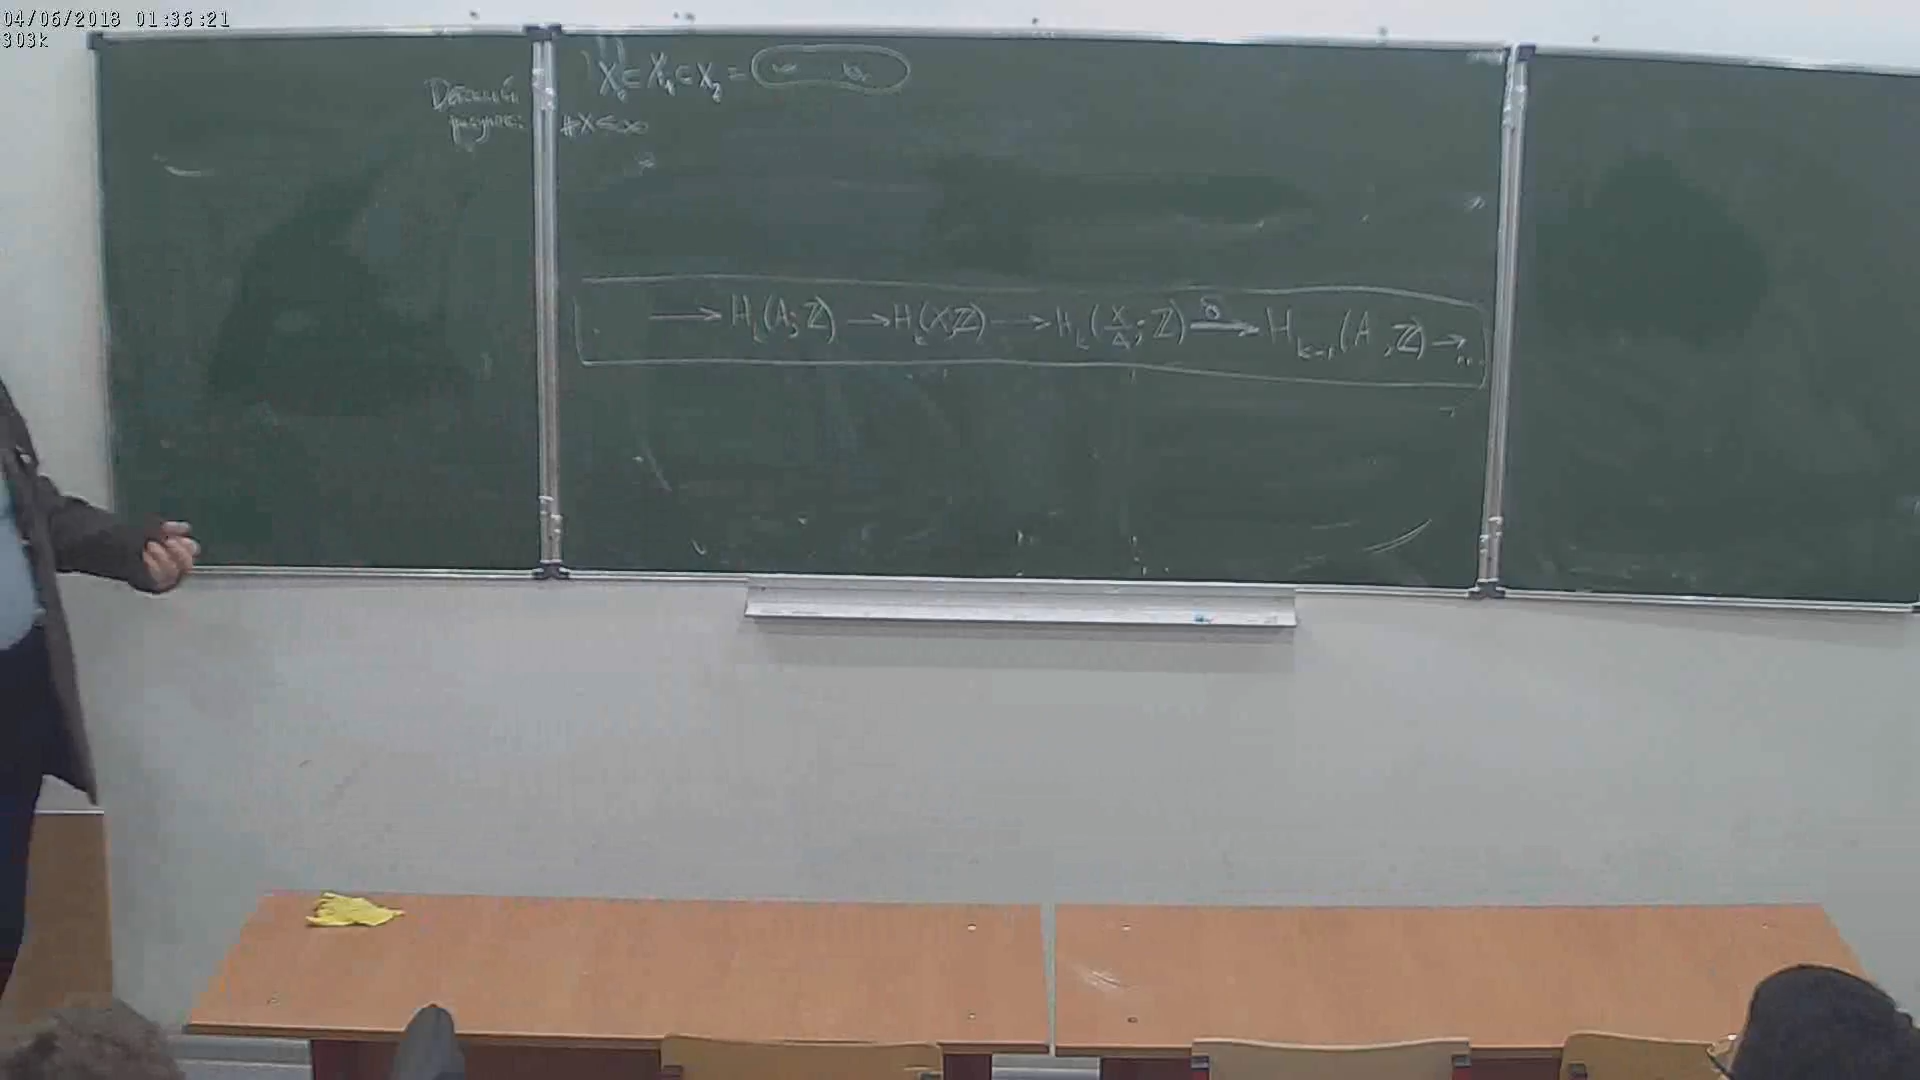 04/06/2018 01:36:21
303k
X₀ ⊂ X₁ ⊂ X₂ =
#X<∞
→ H_k(A;ℤ) → H_k(X;ℤ) → H_k(X/A;ℤ) →^∂ H_{k-1}(A,ℤ) → ...